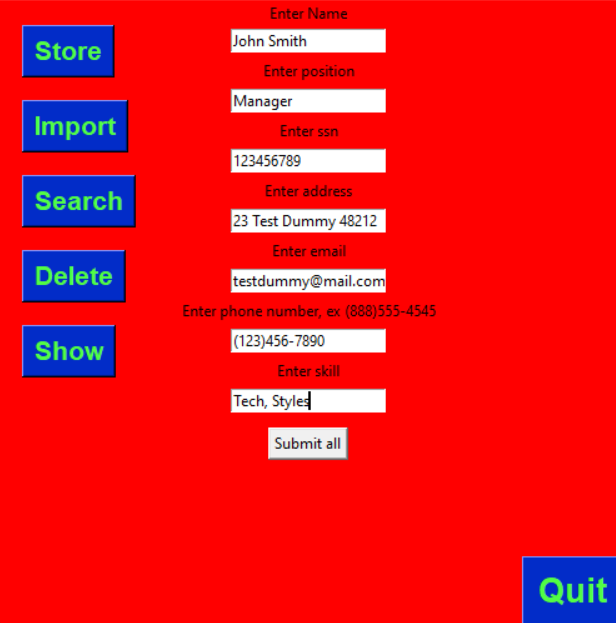 Enter Name
Store
John Smith
Enter position
Manager
Import
Enter ssn
123456789
Enter address
Search
23 Test Dummy 48212
Enter email
Delete
testdummy@mail.com
Enter phone number, ex (888)555-4545
Show
(123)456-7890
Enter skill
Tech, Styles
Submit all
Quit